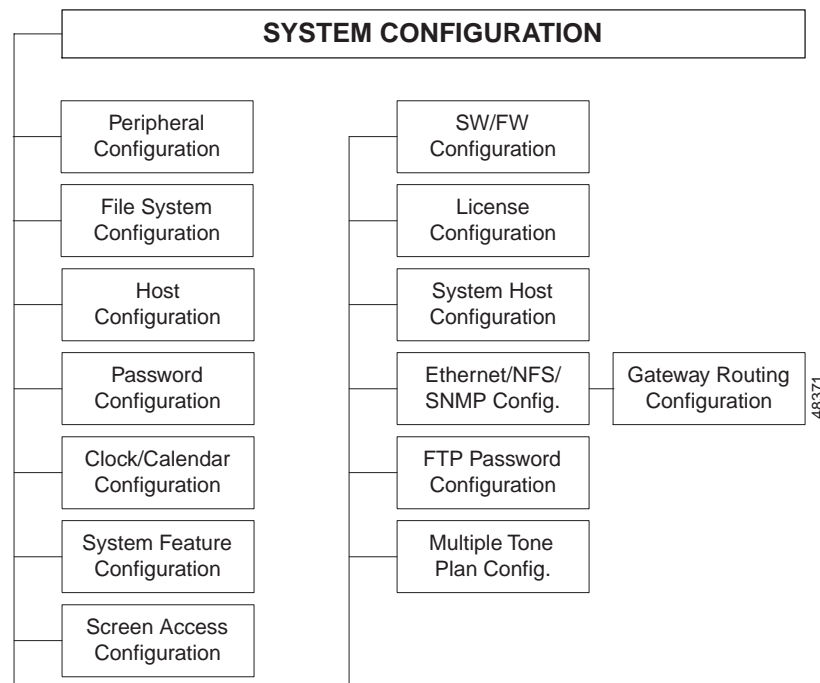 SYSTEM CONFIGURATION
Peripheral
Configuration
File System
Configuration
Host
Configuration
Password
Configuration
Clock/Calendar
Configuration
System Feature
Configuration
Screen Access
Configuration
SW/FW
Configuration
License
Configuration
System Host
Configuration
Ethernet/NFS/
SNMP Config.
Gateway Routing
Configuration
FTP Password
Configuration
Multiple Tone
Plan Config.
48371